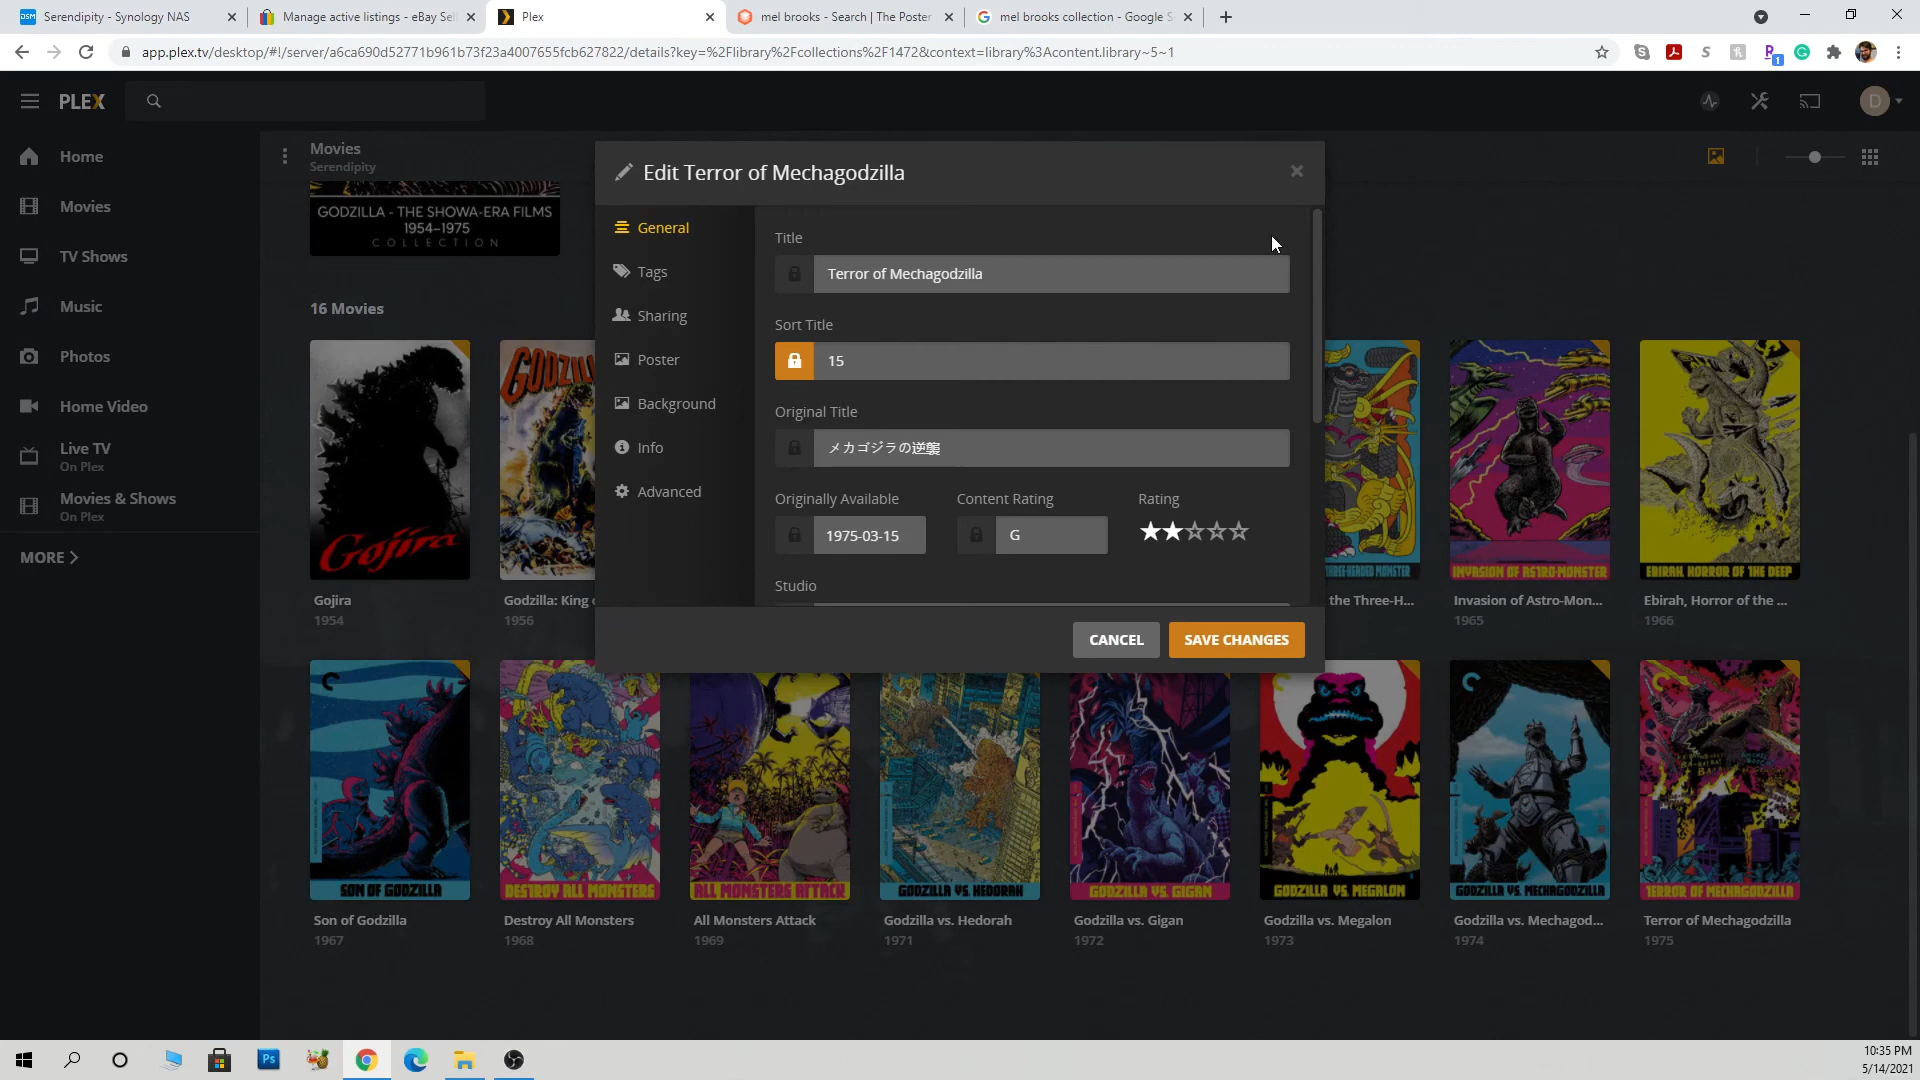 Serendipity - Synology NAS
Manage active listings - eBay Sell
Plex
mel brooks - Search | The Poster
mel brooks collection - Google S
app.plex.tv/desktop/#!/server/a6ca690d52771b961b73f23a4007655fcb627822/details?key=%2Flibrary%2Fcollections%2F1472&context=library%3Acontent.library~5~1
PLEX
D
Home
Movies
TV Shows
Music
Photos
Home Video
Live TV
On Plex
Movies & Shows
On Plex
MORE
Movies
Serendipity
GODZILLA - THE SHOWA-ERA FILMS
1954–1975
COLLECTION
16 Movies
Edit Terror of Mechagodzilla
General
Tags
Sharing
Poster
Background
Info
Advanced
Title
Terror of Mechagodzilla
Sort Title
15
Original Title
メカゴジラの逆襲
Originally Available
Content Rating
Rating
1975-03-15
G
Studio
CANCEL
SAVE CHANGES
Gojira
GODZILL
THREE-HEADED MONSTER
INVASION OF ASTRO-MONSTER
EBIRAH, HORROR OF THE DEEP
Gojira
1954
Godzilla: King o
1956
the Three-H...
Invasion of Astro-Mon...
1965
Ebirah, Horror of the ...
1966
SON OF GODZILLA
DESTROY ALL MONSTERS
ALL MONSTERS ATTACK
GODZILLA VS. HEDORAH
GODZILLA VS. GIGAN
GODZILLA VS. MEGALON
GODZILLA VS. MECHAGODZILLA
TERROR OF MECHAGODZILLA
Son of Godzilla
1967
Destroy All Monsters
1968
All Monsters Attack
1969
Godzilla vs. Hedorah
1971
Godzilla vs. Gigan
1972
Godzilla vs. Megalon
1973
Godzilla vs. Mechagod...
1974
Terror of Mechagodzilla
1975
Ps
10:35 PM
5/14/2021